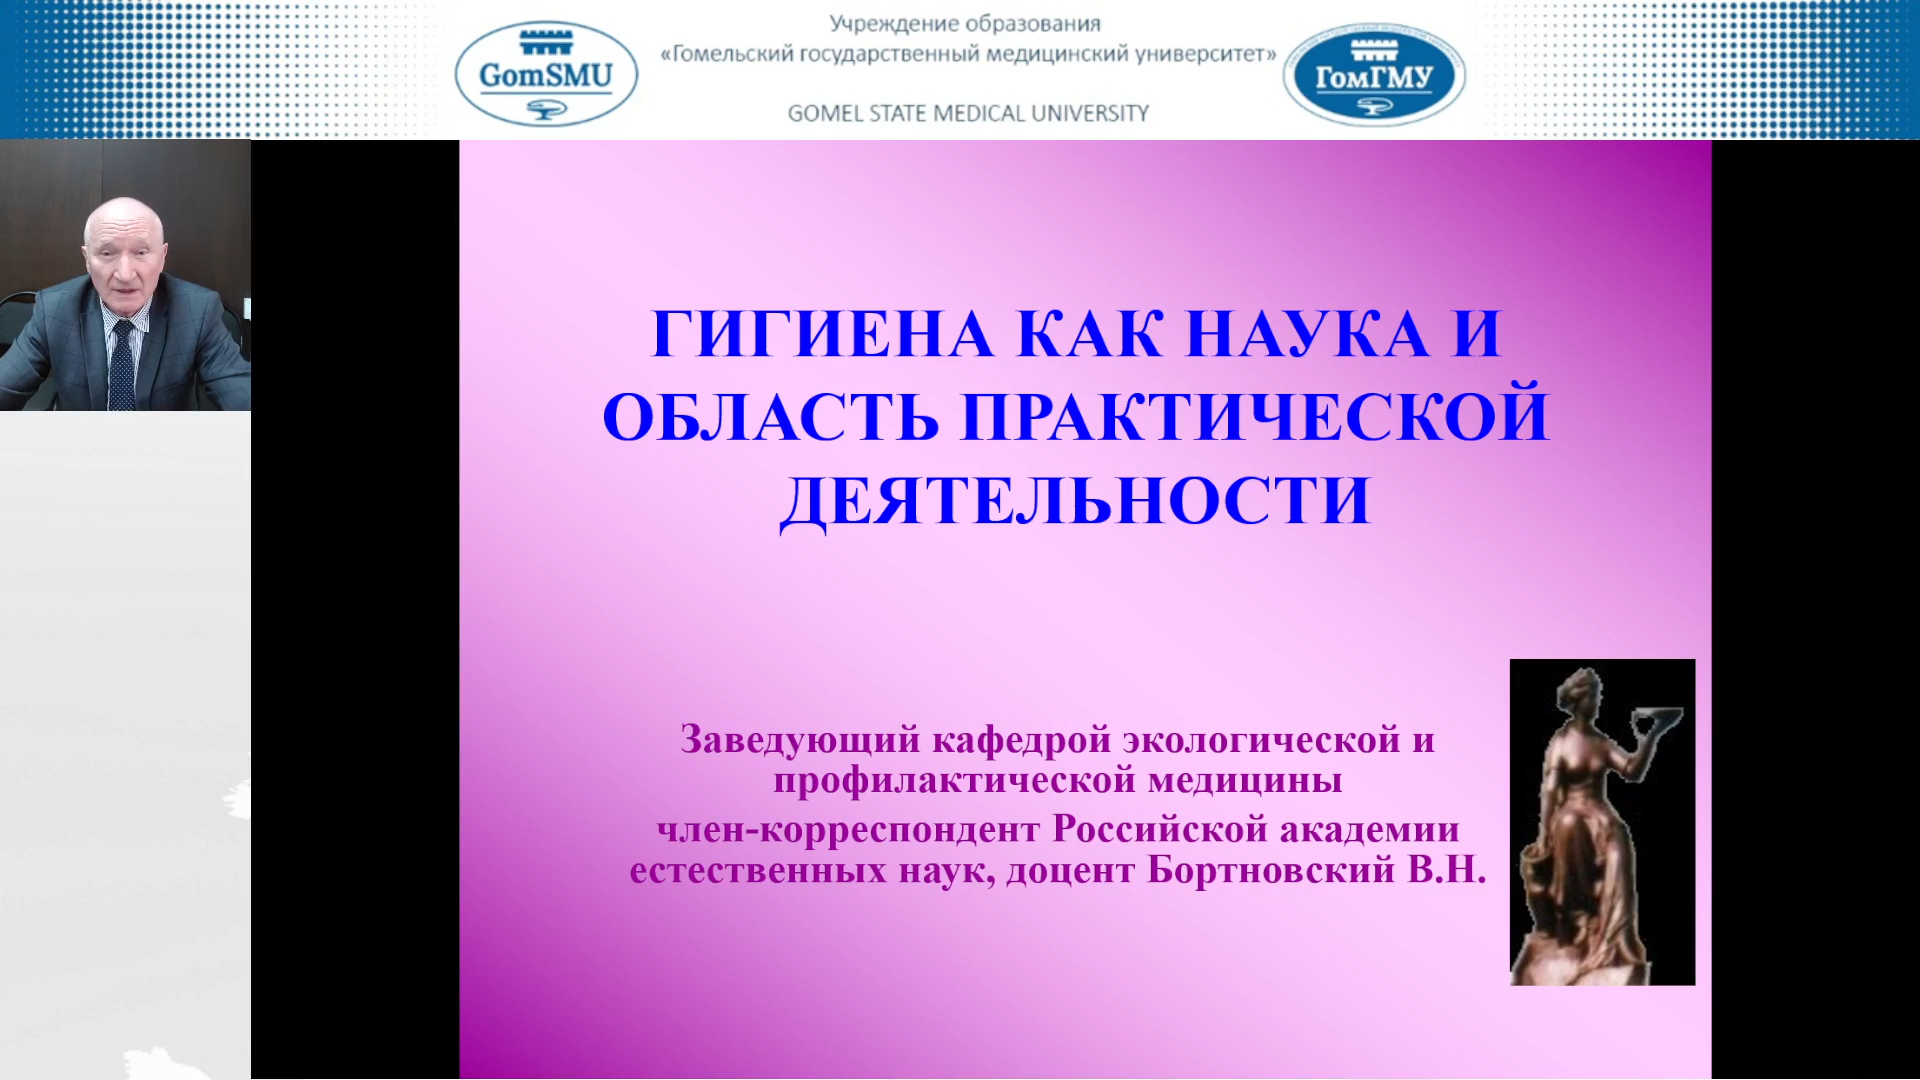 Учреждение образования
«Гомельский государственный медицинский университет»
GomSMU
ГомГМУ
GOMEL STATE MEDICAL UNIVERSITY
ГИГИЕНА КАК НАУКА И
ОБЛАСТЬ ПРАКТИЧЕСКОЙ
ДЕЯТЕЛЬНОСТИ
Заведующий кафедрой экологической и
профилактической медицины
член-корреспондент Российской академии
естественных наук, доцент Бортновский В.Н.